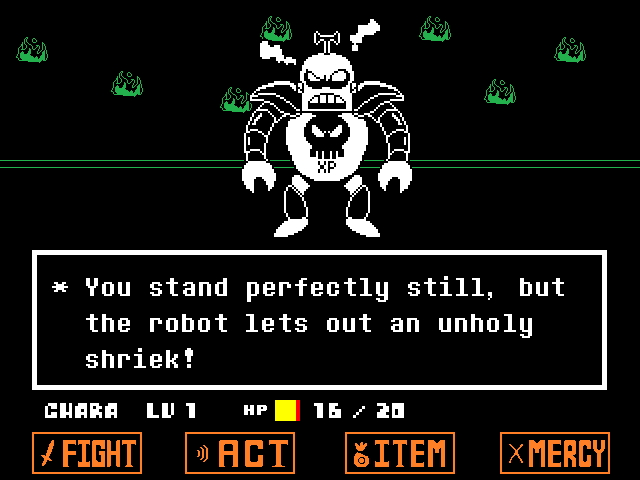 XP
* You stand perfectly still, but
the robot lets out an unholy
shriek!
CHARA LV 1 HP 16 / 20
FIGHT ACT ITEM MERCY